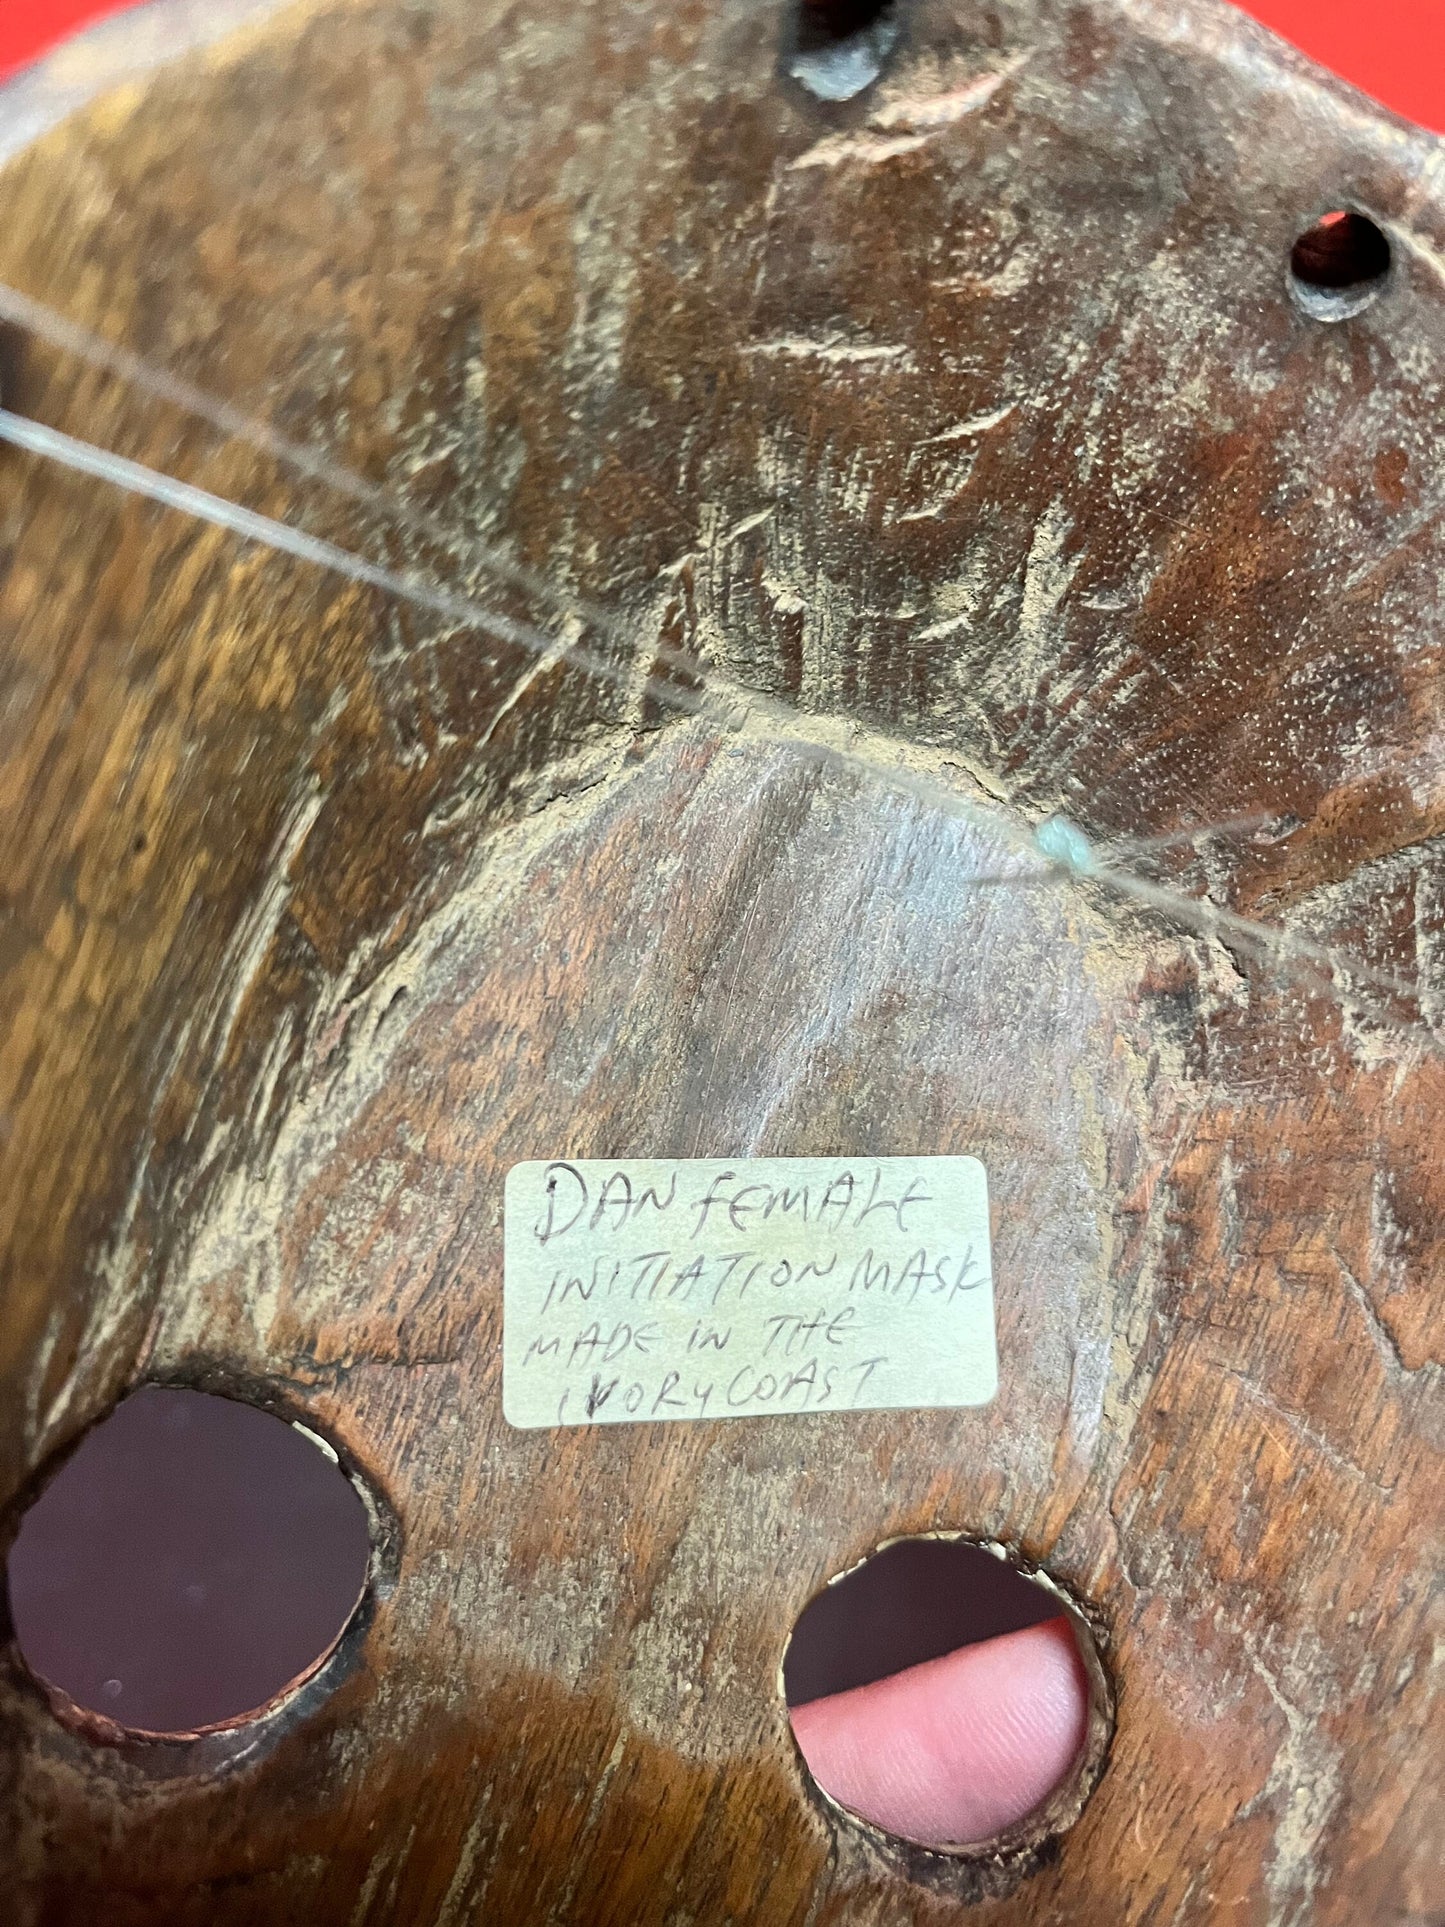 DAN FEMALE
INITIATION MASK
MADE IN THE
IVORY COAST